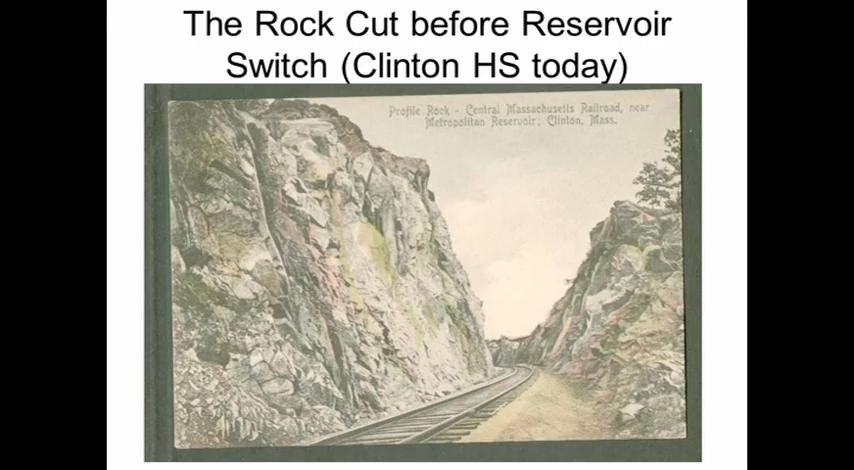 The Rock Cut before Reservoir
Switch (Clinton HS today)
Profile Rock - Central Massachusetts Railroad, near
Metropolitan Reservoir; Clinton, Mass.